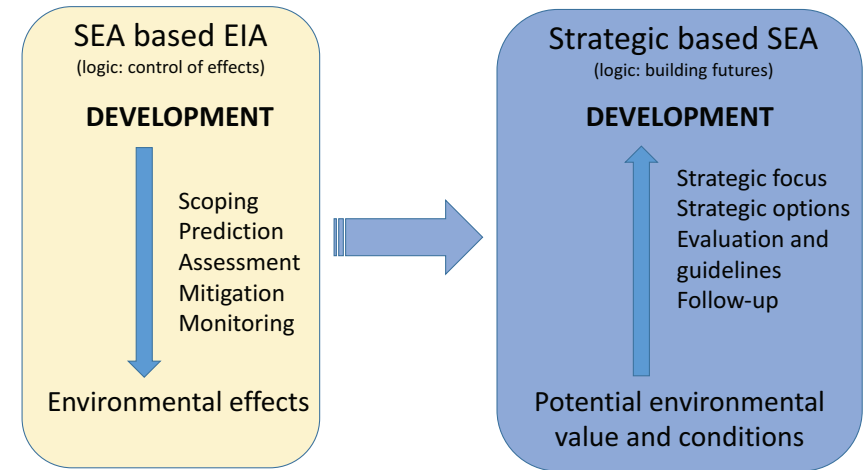 SEA based EIA
(logic: control of effects)
DEVELOPMENT
Scoping
Prediction
Assessment
Mitigation
Monitoring
Environmental effects
Strategic based SEA
(logic: building futures)
DEVELOPMENT
Strategic focus
Strategic options
Evaluation and
guidelines
Follow-up
Potential environmental
value and conditions